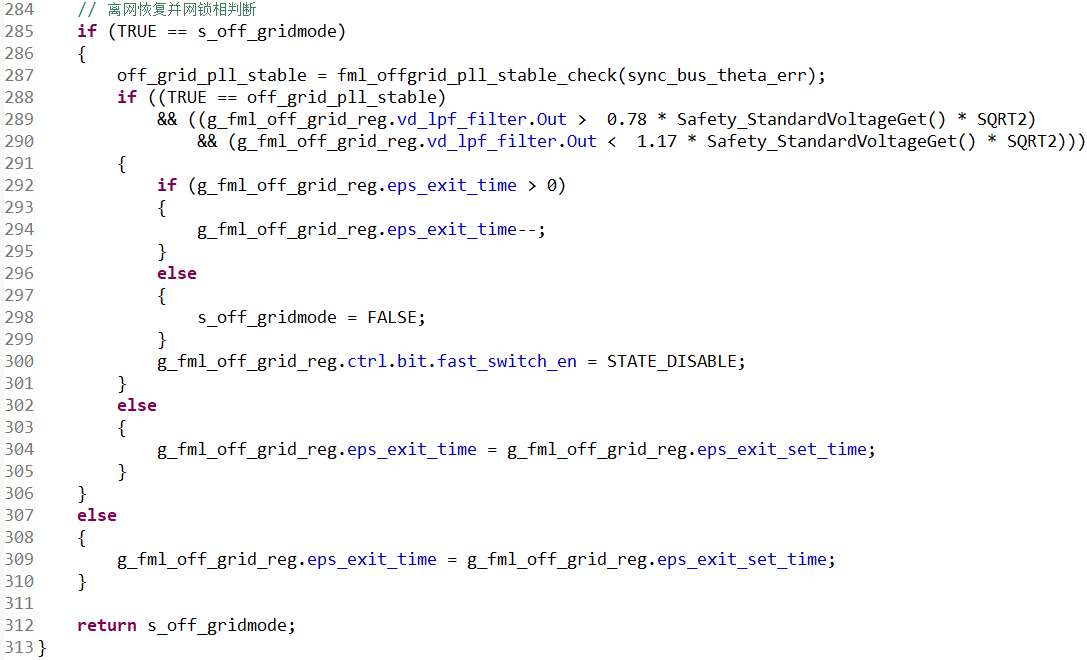 284     // 离网恢复并网锁相判断
285     if (TRUE == s_off_gridmode)
286     {
287         off_grid_pll_stable = fml_offgrid_pll_stable_check(sync_bus_theta_err);
288         if ((TRUE == off_grid_pll_stable)
289             && ((g_fml_off_grid_reg.vd_lpf_filter.Out >  0.78 * Safety_StandardVoltageGet() * SQRT2)
290                 && (g_fml_off_grid_reg.vd_lpf_filter.Out <  1.17 * Safety_StandardVoltageGet() * SQRT2)))
291         {
292             if (g_fml_off_grid_reg.eps_exit_time > 0)
293             {
294                 g_fml_off_grid_reg.eps_exit_time--;
295             }
296             else
297             {
298                 s_off_gridmode = FALSE;
299             }
300             g_fml_off_grid_reg.ctrl.bit.fast_switch_en = STATE_DISABLE;
301         }
302         else
303         {
304             g_fml_off_grid_reg.eps_exit_time = g_fml_off_grid_reg.eps_exit_set_time;
305         }
306     }
307     else
308     {
309         g_fml_off_grid_reg.eps_exit_time = g_fml_off_grid_reg.eps_exit_set_time;
310     }
311
312     return s_off_gridmode;
313 }